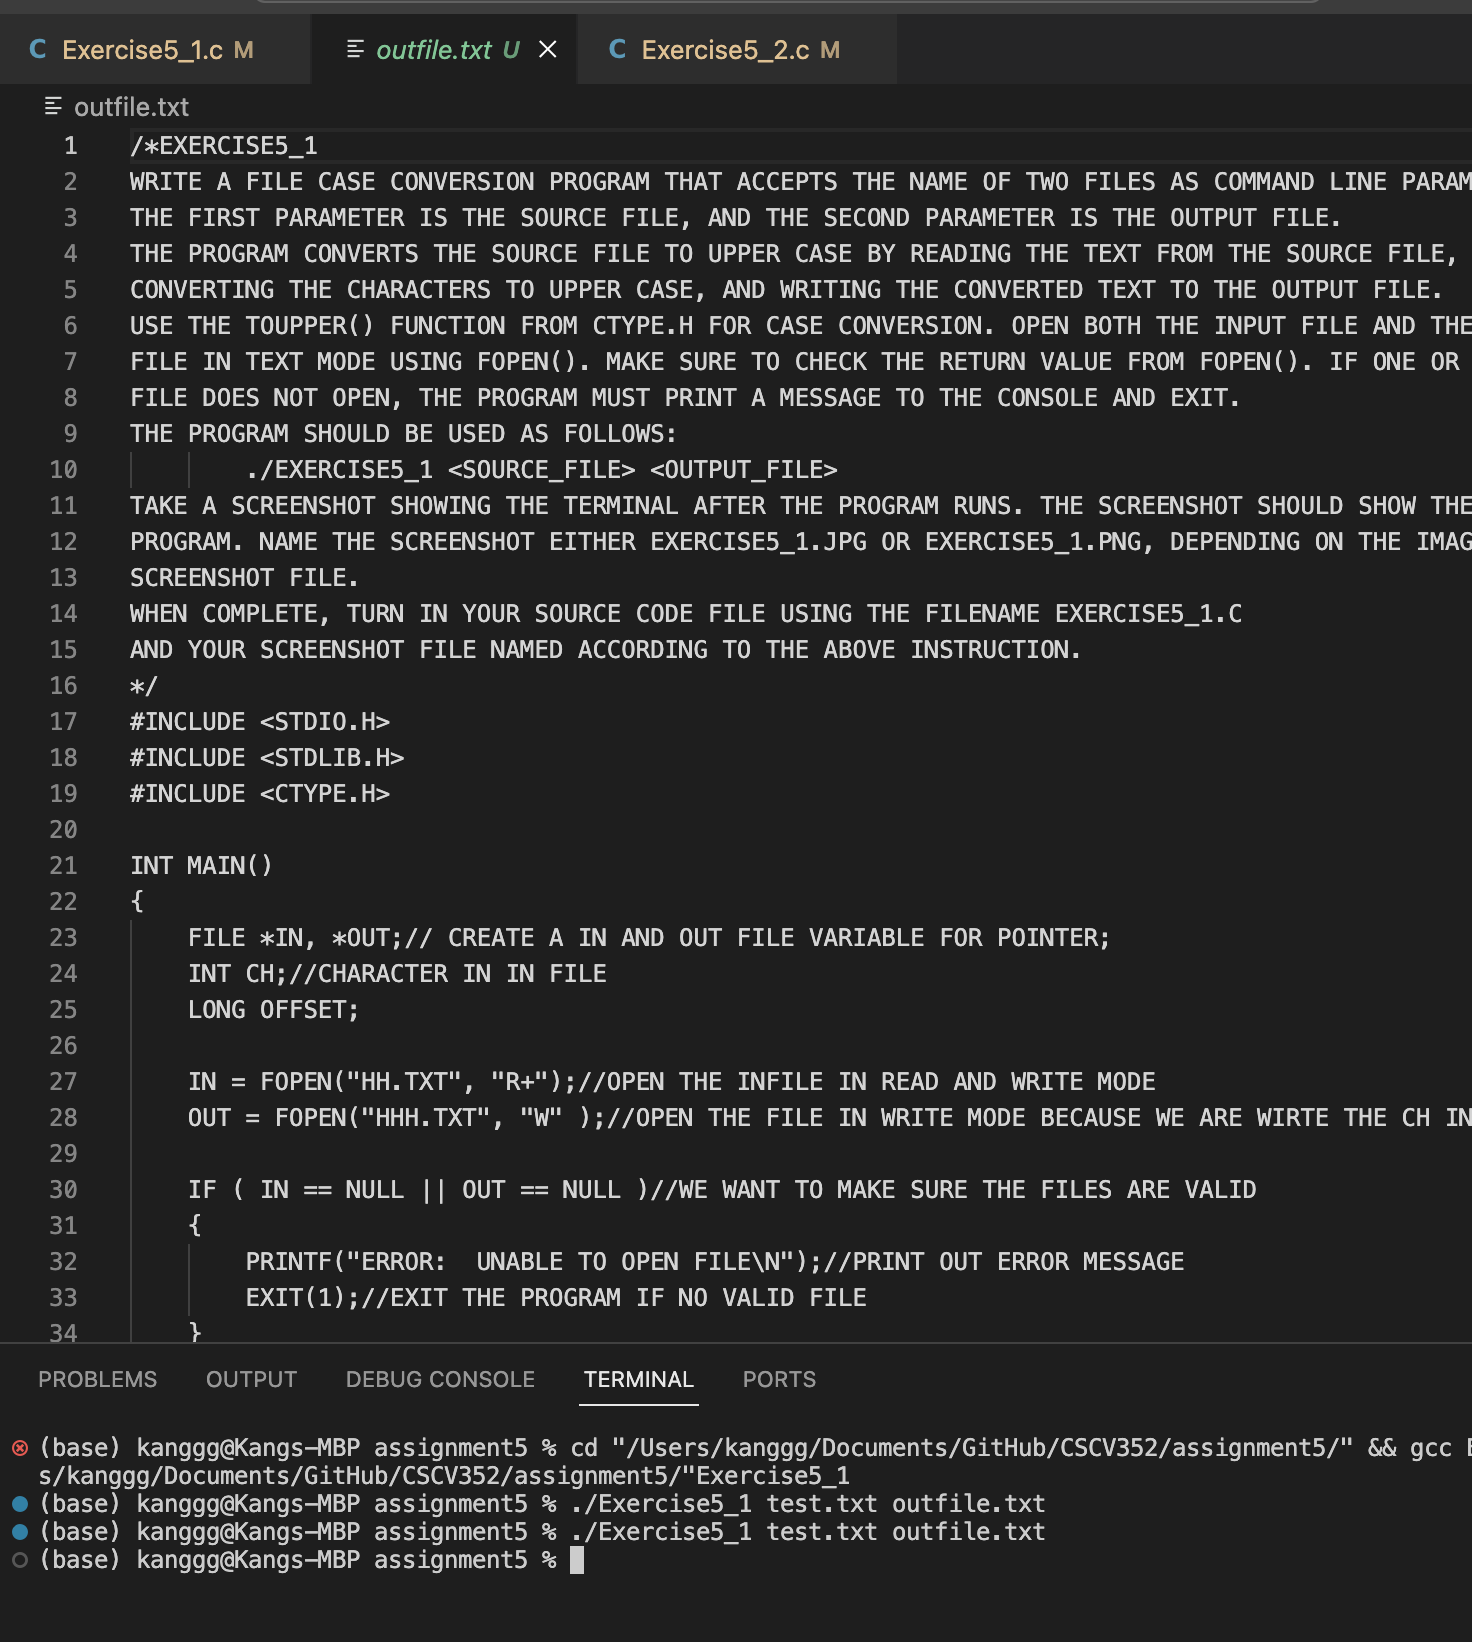 C Exercise5_1.c M outfile.txt U C Exercise5_2.c M
outfile.txt
1 /*EXERCISE5_1
2 WRITE A FILE CASE CONVERSION PROGRAM THAT ACCEPTS THE NAME OF TWO FILES AS COMMAND LINE PARAM
3 THE FIRST PARAMETER IS THE SOURCE FILE, AND THE SECOND PARAMETER IS THE OUTPUT FILE.
4 THE PROGRAM CONVERTS THE SOURCE FILE TO UPPER CASE BY READING THE TEXT FROM THE SOURCE FILE,
5 CONVERTING THE CHARACTERS TO UPPER CASE, AND WRITING THE CONVERTED TEXT TO THE OUTPUT FILE.
6 USE THE TOUPPER() FUNCTION FROM CTYPE.H FOR CASE CONVERSION. OPEN BOTH THE INPUT FILE AND THE
7 FILE IN TEXT MODE USING FOPEN(). MAKE SURE TO CHECK THE RETURN VALUE FROM FOPEN(). IF ONE OR
8 FILE DOES NOT OPEN, THE PROGRAM MUST PRINT A MESSAGE TO THE CONSOLE AND EXIT.
9 THE PROGRAM SHOULD BE USED AS FOLLOWS:
10 ./EXERCISE5_1 <SOURCE_FILE> <OUTPUT_FILE>
11 TAKE A SCREENSHOT SHOWING THE TERMINAL AFTER THE PROGRAM RUNS. THE SCREENSHOT SHOULD SHOW THE
12 PROGRAM. NAME THE SCREENSHOT EITHER EXERCISE5_1.JPG OR EXERCISE5_1.PNG, DEPENDING ON THE IMAG
13 SCREENSHOT FILE.
14 WHEN COMPLETE, TURN IN YOUR SOURCE CODE FILE USING THE FILENAME EXERCISE5_1.C
15 AND YOUR SCREENSHOT FILE NAMED ACCORDING TO THE ABOVE INSTRUCTION.
16 */
17 #INCLUDE <STDIO.H>
18 #INCLUDE <STDLIB.H>
19 #INCLUDE <CTYPE.H>
20
21 INT MAIN()
22 {
23 FILE *IN, *OUT;// CREATE A IN AND OUT FILE VARIABLE FOR POINTER;
24 INT CH;//CHARACTER IN IN FILE
25 LONG OFFSET;
26
27 IN = FOPEN("HH.TXT", "R+");//OPEN THE INFILE IN READ AND WRITE MODE
28 OUT = FOPEN("HHH.TXT", "W" );//OPEN THE FILE IN WRITE MODE BECAUSE WE ARE WIRTE THE CH IN
29
30 IF ( IN == NULL || OUT == NULL )//WE WANT TO MAKE SURE THE FILES ARE VALID
31 {
32 PRINTF("ERROR:  UNABLE TO OPEN FILE\N");//PRINT OUT ERROR MESSAGE
33 EXIT(1);//EXIT THE PROGRAM IF NO VALID FILE
34 }
PROBLEMS OUTPUT DEBUG CONSOLE TERMINAL PORTS
(base) kanggg@Kangs-MBP assignment5 % cd "/Users/kanggg/Documents/GitHub/CSCV352/assignment5/" && gcc E
s/kanggg/Documents/GitHub/CSCV352/assignment5/"Exercise5_1
(base) kanggg@Kangs-MBP assignment5 % ./Exercise5_1 test.txt outfile.txt
(base) kanggg@Kangs-MBP assignment5 % ./Exercise5_1 test.txt outfile.txt
(base) kanggg@Kangs-MBP assignment5 %